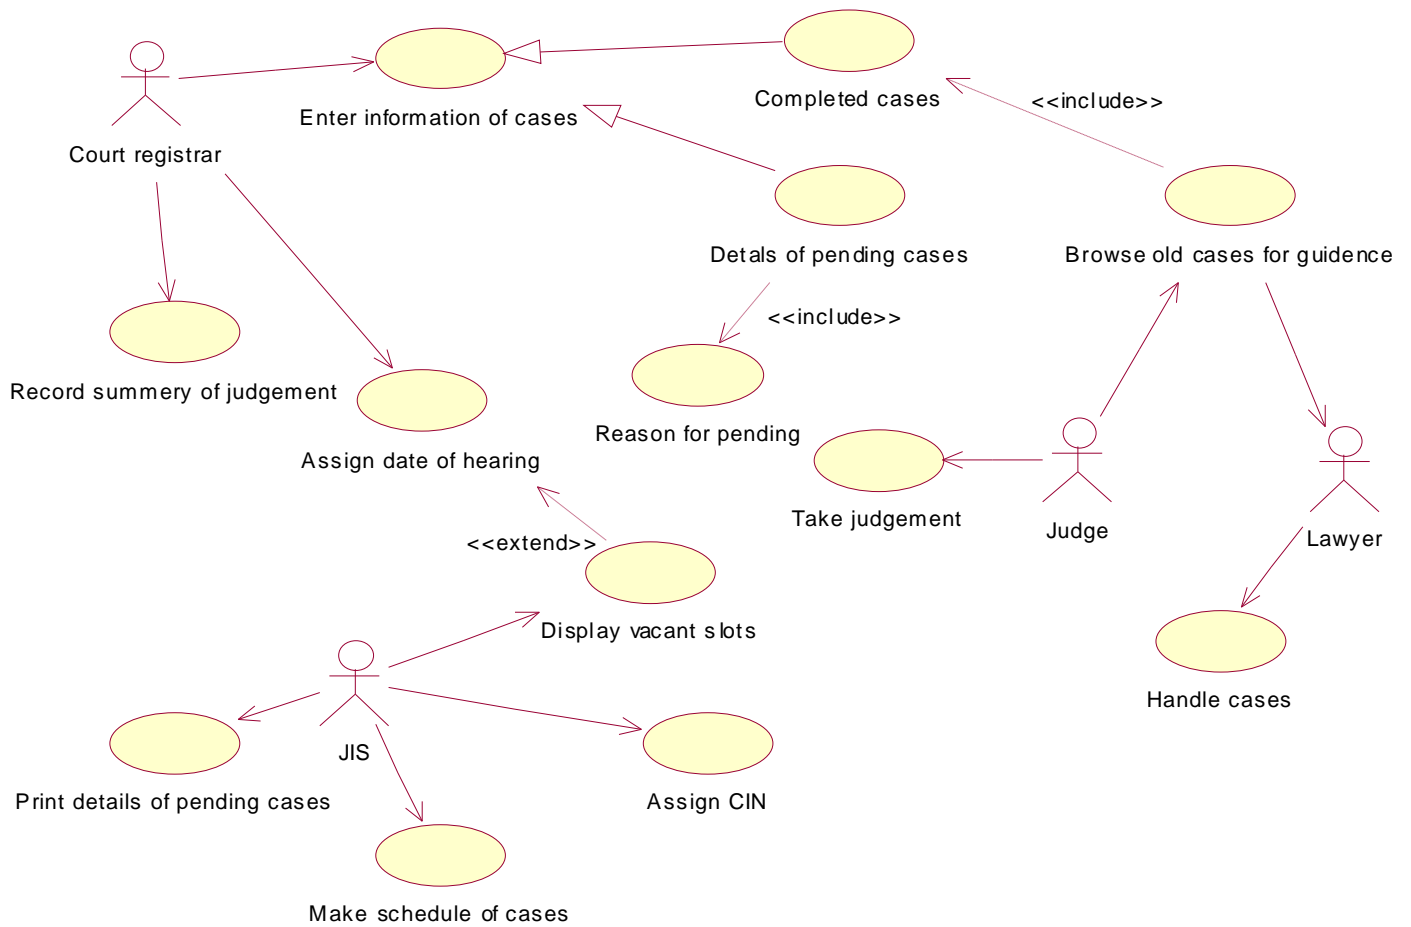 Completed cases
<<include>>
Enter information of cases
Court registrar
Detals of pending cases
Browse old cases for guidence
<<include>>
Record summery of judgement
Reason for pending
Assign date of hearing
Take judgement
Judge
Lawyer
<<extend>>
Display vacant slots
Handle cases
JIS
Print details of pending cases
Assign CIN
Make schedule of cases